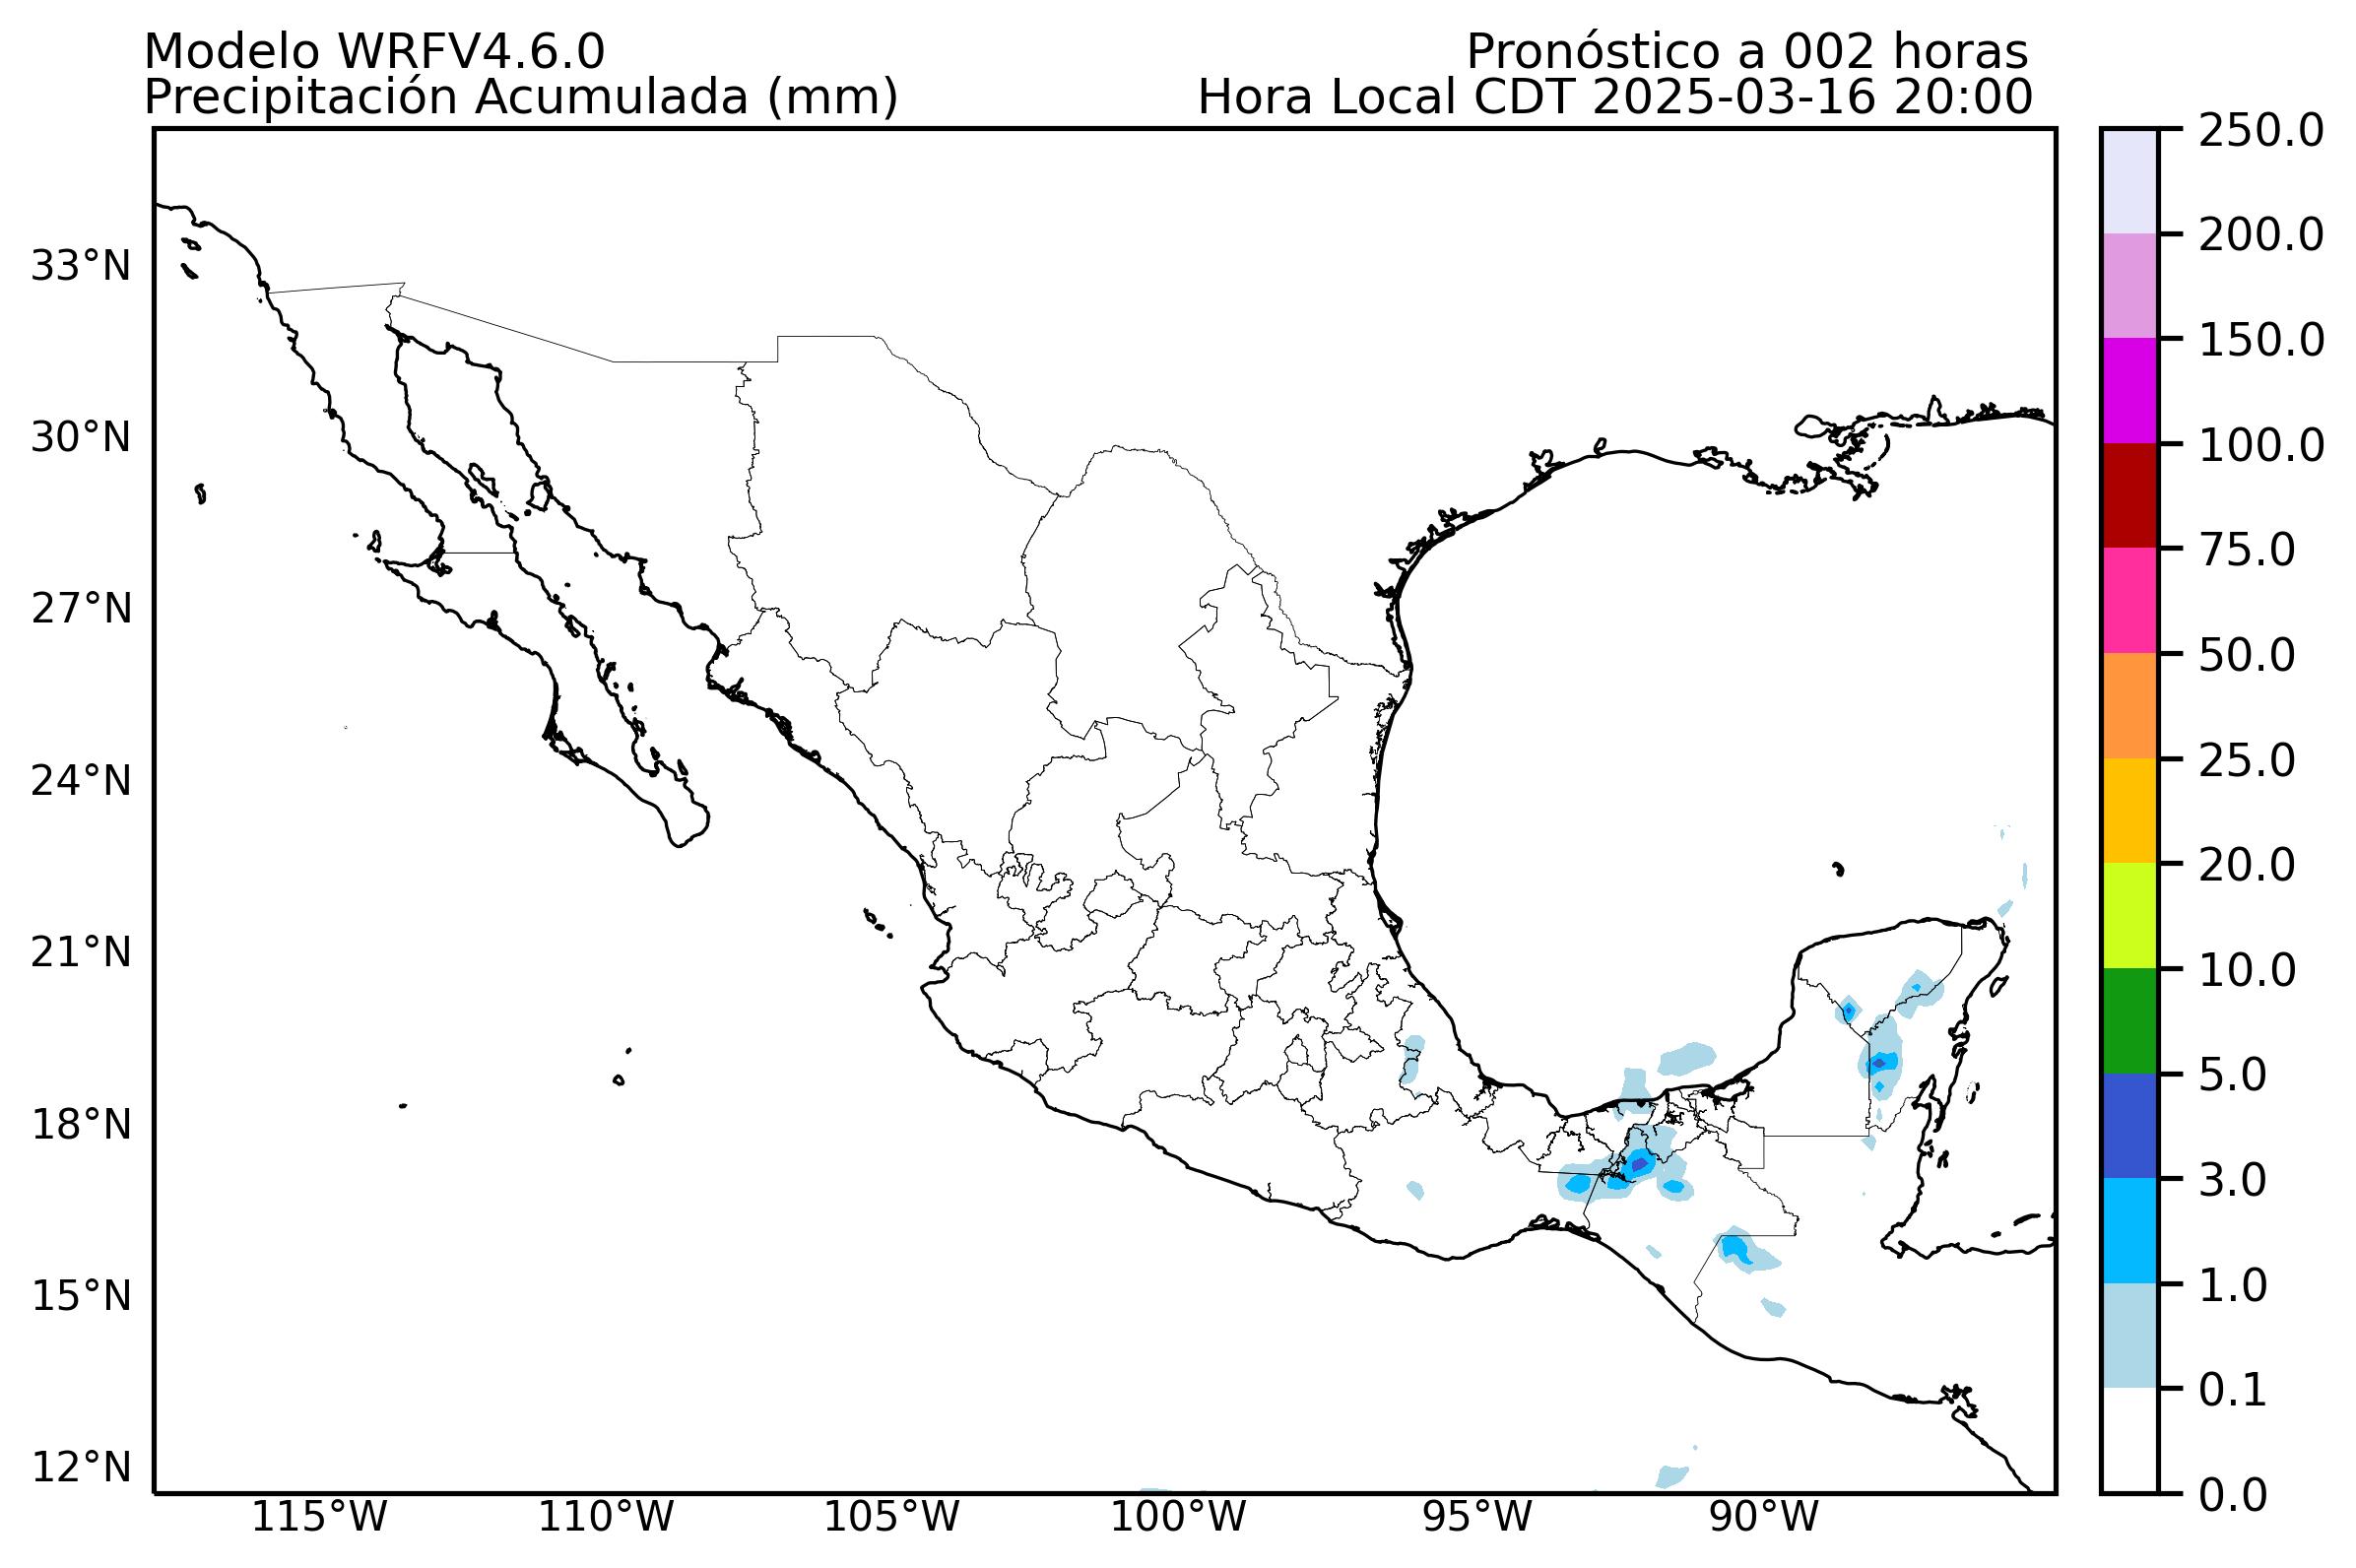 Modelo WRFV4.6.0
Pronóstico a 002 horas
Precipitación Acumulada (mm)
Hora Local CDT 2025-03-16 20:00
33°N
30°N
27°N
24°N
21°N
18°N
15°N
12°N
115°W
110°W
105°W
100°W
95°W
90°W
250.0
200.0
150.0
100.0
75.0
50.0
25.0
20.0
10.0
5.0
3.0
1.0
0.1
0.0